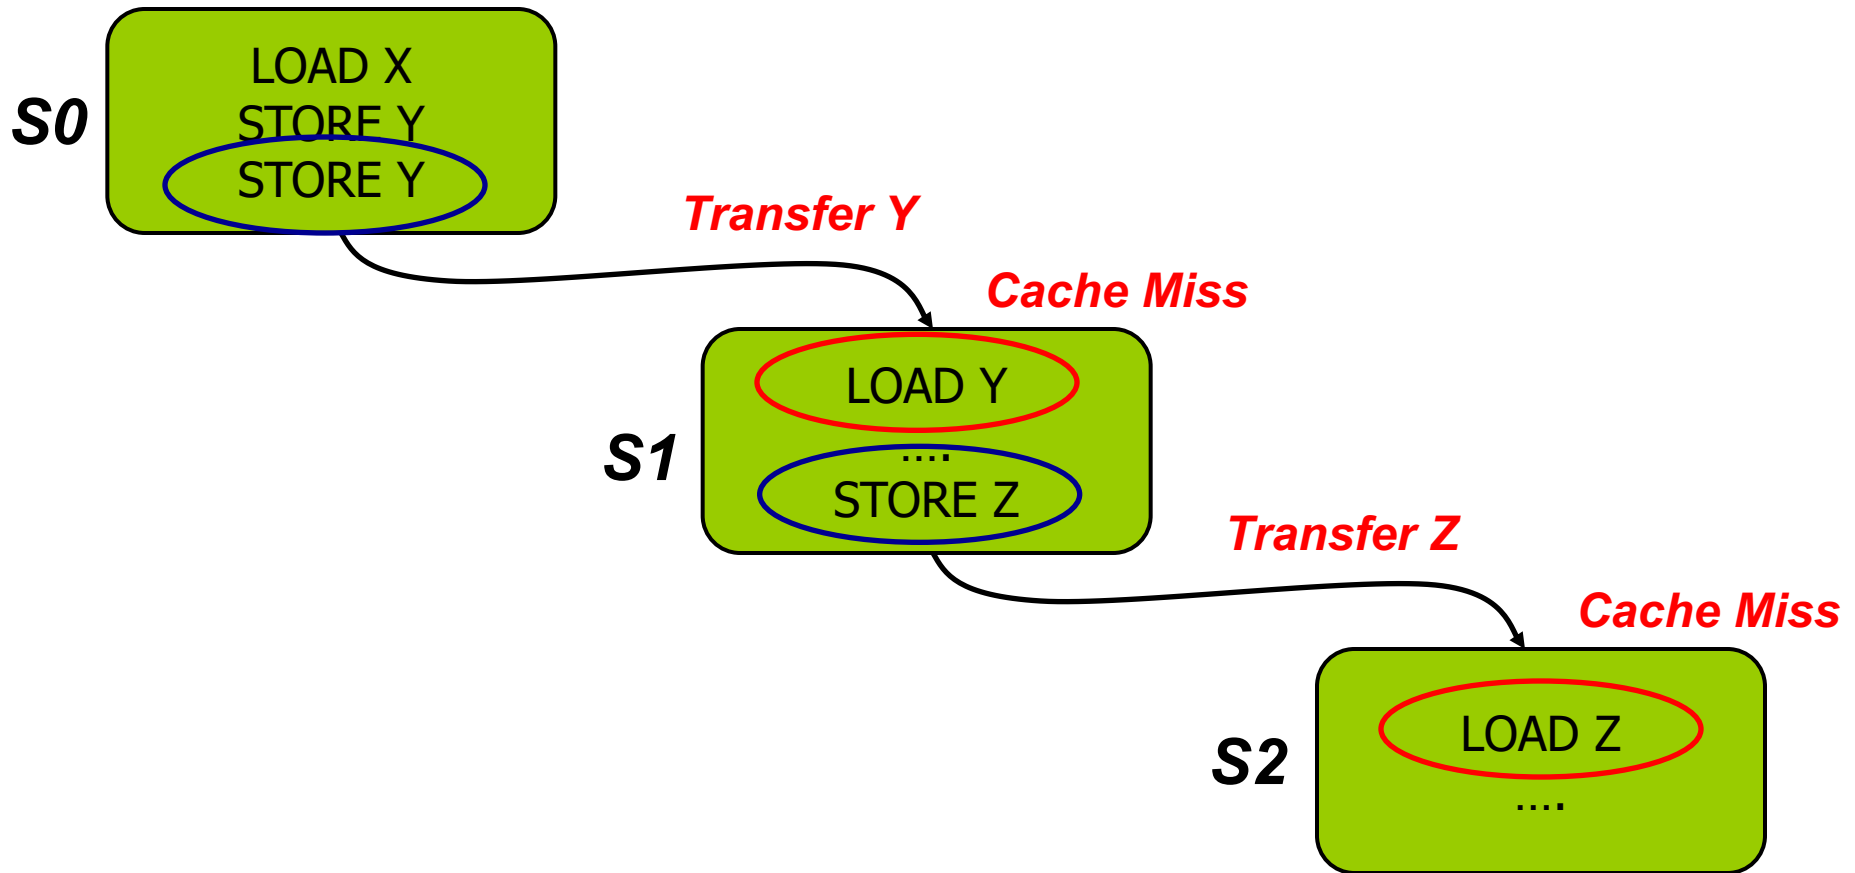 LOAD X
S0
STORE Y
STORE Y
Transfer Y
Cache Miss
LOAD Y
S1
....
STORE Z
Transfer Z
Cache Miss
LOAD Z
S2
....